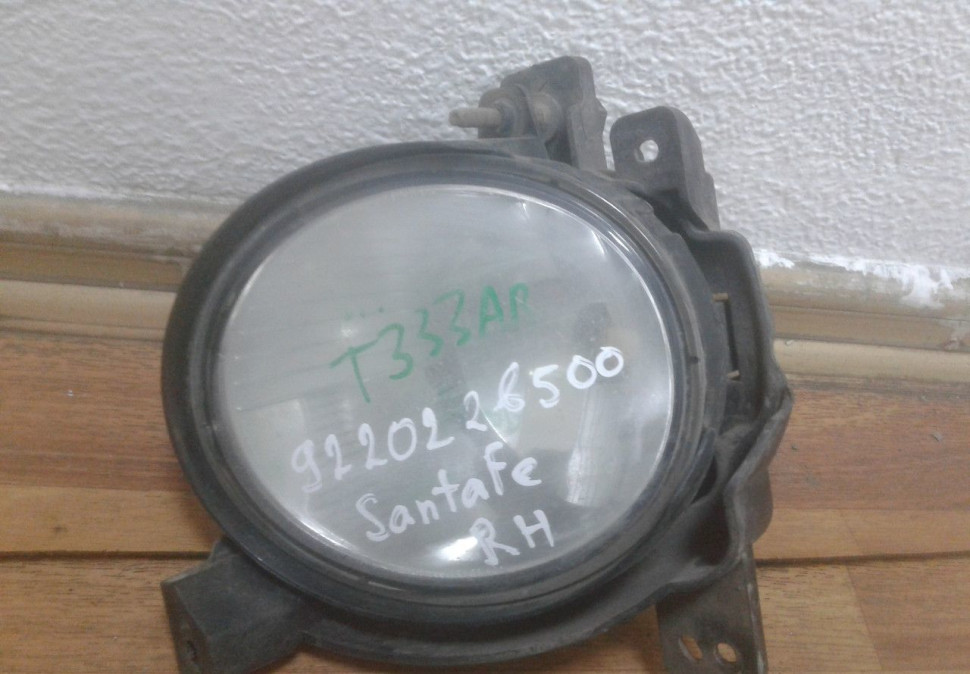 T333AR
92202 26500
SantaFe
RH